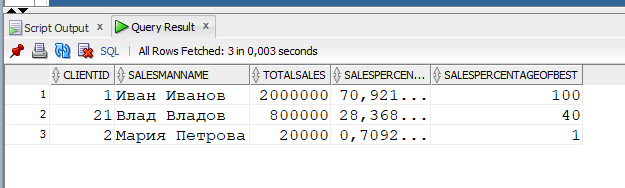 Script Output × Query Result ×
SQL | All Rows Fetched: 3 in 0,003 seconds
CLIENTID SALESMANNAME TOTALSALES SALESPERCEN... SALESPERCENTAGEOFBEST
1 1 Иван Иванов 2000000 70,921... 100
2 21 Влад Владов 800000 28,368... 40
3 2 Мария Петрова 20000 0,7092... 1